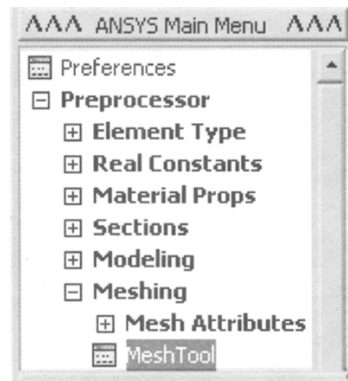 ANSYS Main Menu
Preferences
Preprocessor
Element Type
Real Constants
Material Props
Sections
Modeling
Meshing
Mesh Attributes
MeshTool